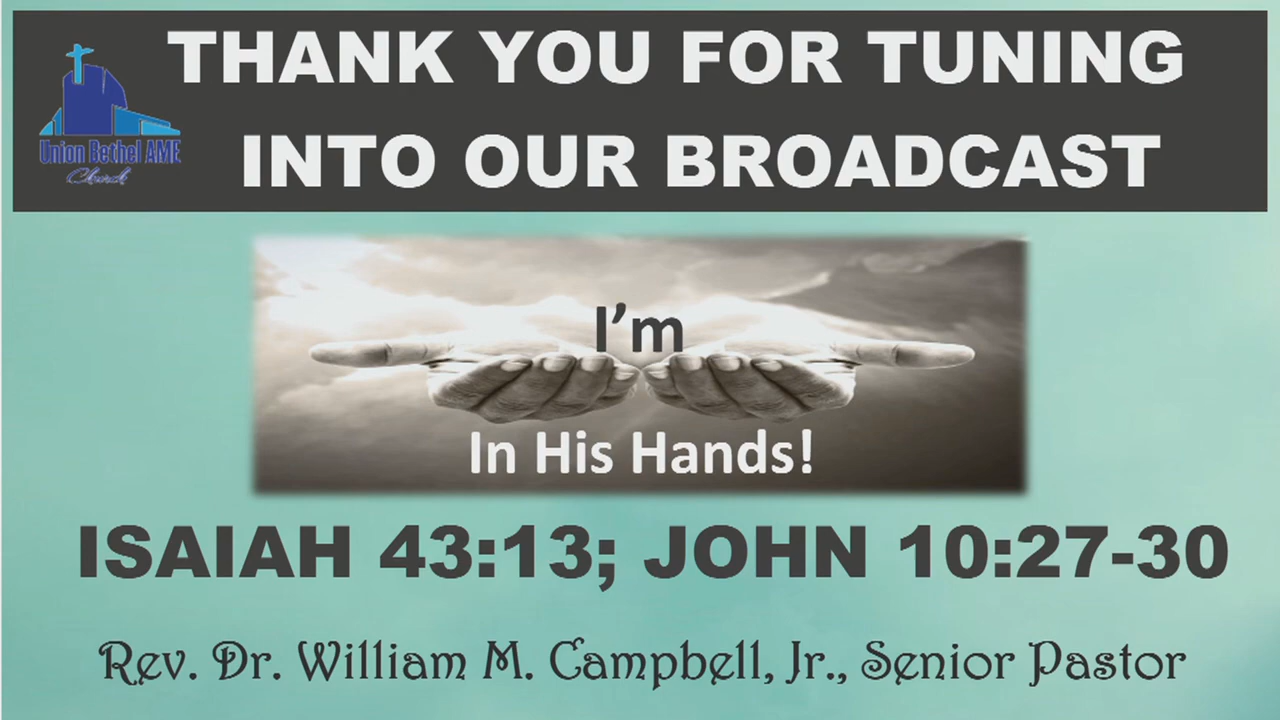 THANK YOU FOR TUNING
INTO OUR BROADCAST
Union Bethel AME
Church
I'm
In His Hands!
ISAIAH 43:13; JOHN 10:27-30
Rev. Dr. William M. Campbell, Jr., Senior Pastor